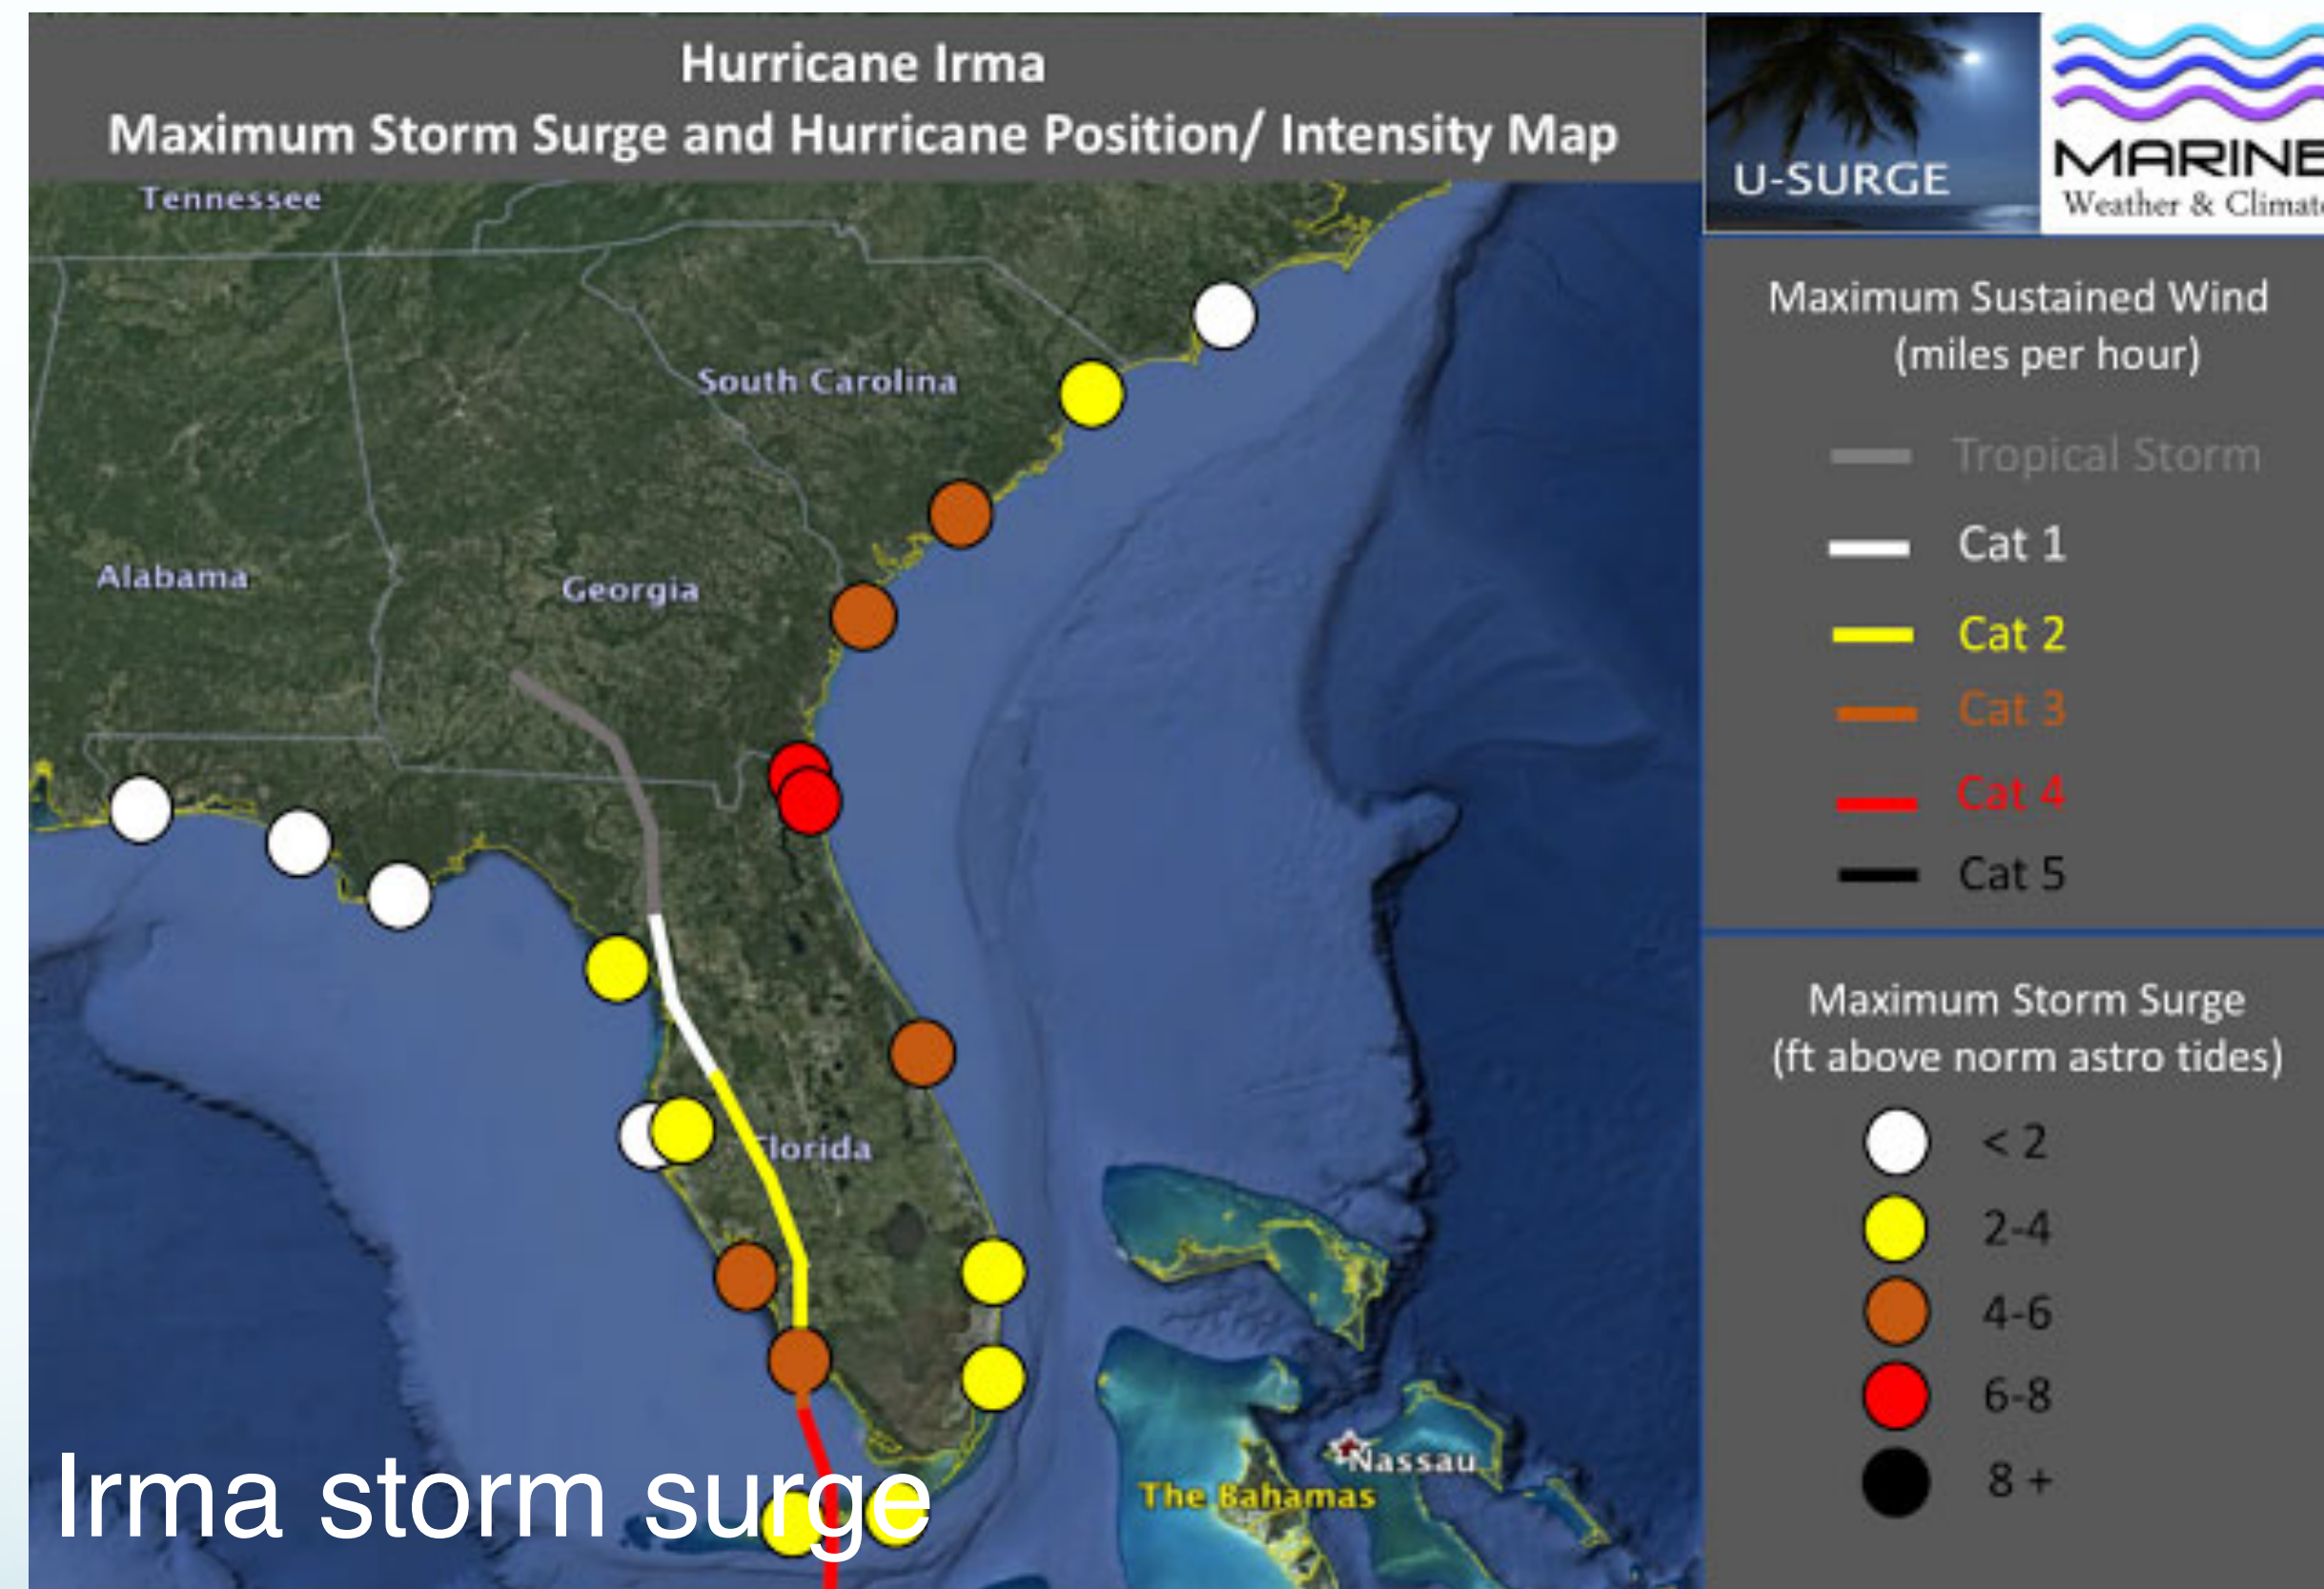 Hurricane Irma
Maximum Storm Surge and Hurricane Position/ Intensity Map
U-SURGE
MARINE
Weather & Climate
Tennessee
South Carolina
Alabama
Georgia
Florida
Nassau
The Bahamas
Irma storm surge
Maximum Sustained Wind
(miles per hour)
Tropical Storm
Cat 1
Cat 2
Cat 3
Cat 4
Cat 5
Maximum Storm Surge
(ft above norm astro tides)
< 2
2-4
4-6
6-8
8 +